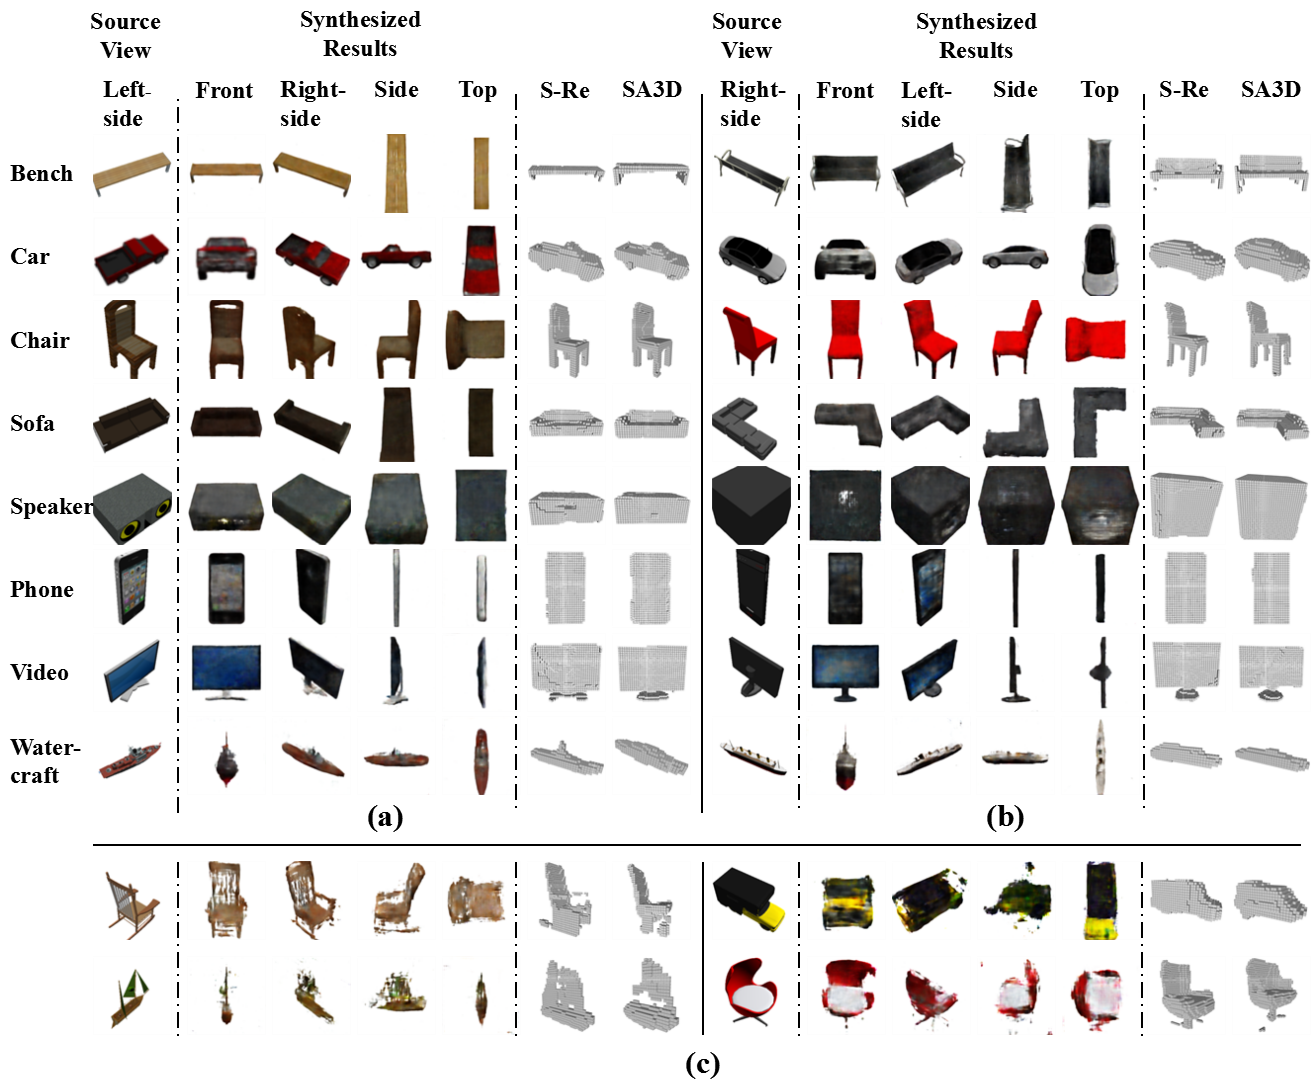 Source
View
Synthesized
Results
Source
View
Synthesized
Results
Left-
side
Front
Right-
side
Side
Top
S-Re
SA3D
Right-
side
Front
Left-
side
Side
Top
S-Re
SA3D
Bench
Car
Chair
Sofa
Speaker
Phone
Video
Water-
craft
(a)
(b)
(c)